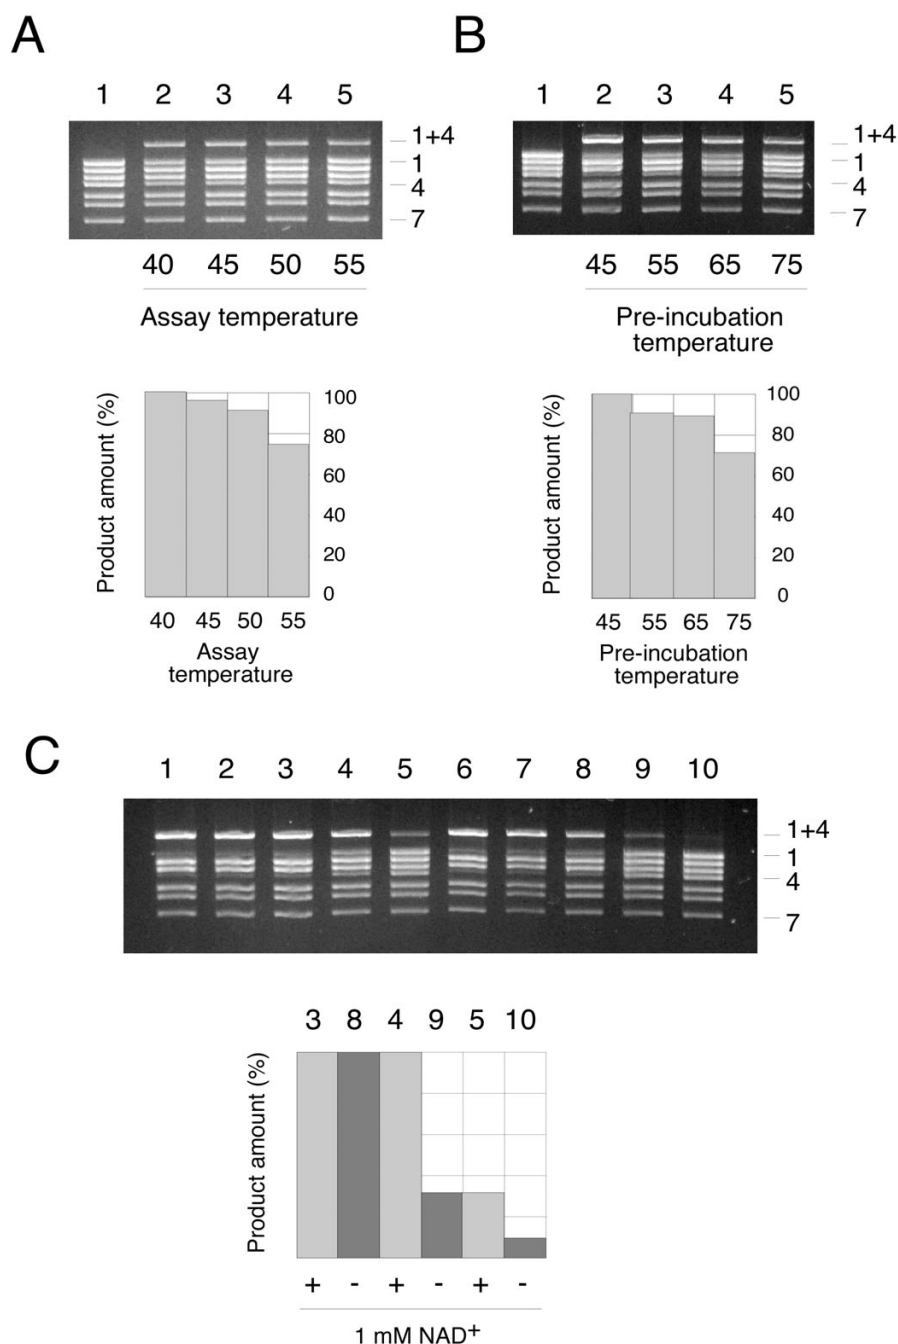 A
B
1 2 3 4 5
1+4
1
4
7
40 45 50 55
Assay temperature
1 2 3 4 5
1+4
1
4
7
45 55 65 75
Pre-incubation
temperature
Product amount (%)
100
80
60
40
20
0
40 45 50 55
Assay
temperature
Product amount (%)
100
80
60
40
20
0
45 55 65 75
Pre-incubation
temperature
C
1 2 3 4 5 6 7 8 9 10
1+4
1
4
7
3 8 4 9 5 10
Product amount (%)
+ - + - + -
1 mM NAD+